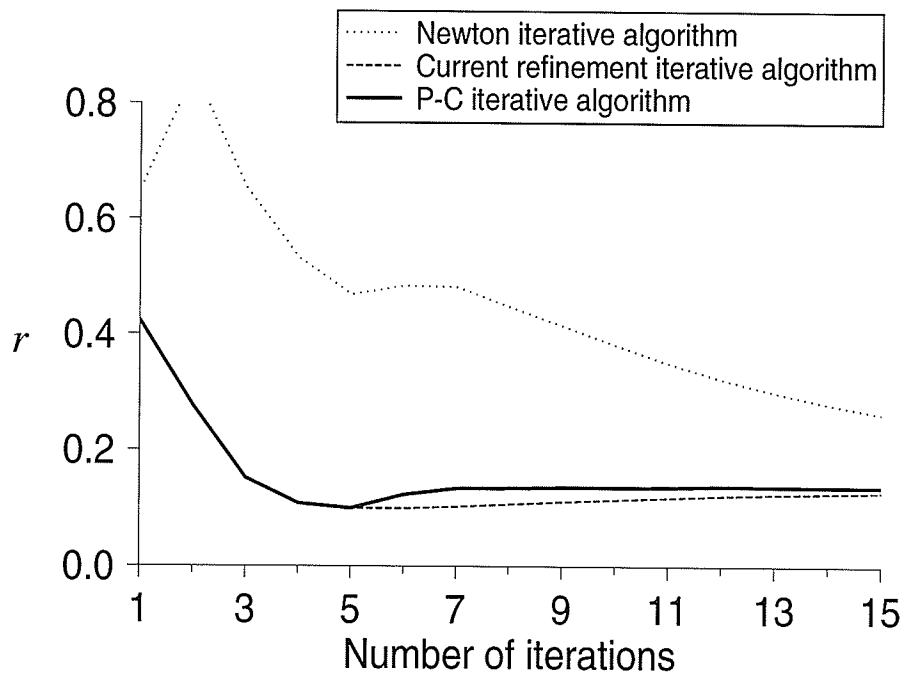 Newton iterative algorithm
Current refinement iterative algorithm
P-C iterative algorithm
0.8
0.6
0.4
0.2
0.0
r
1 3 5 7 9 11 13 15
Number of iterations